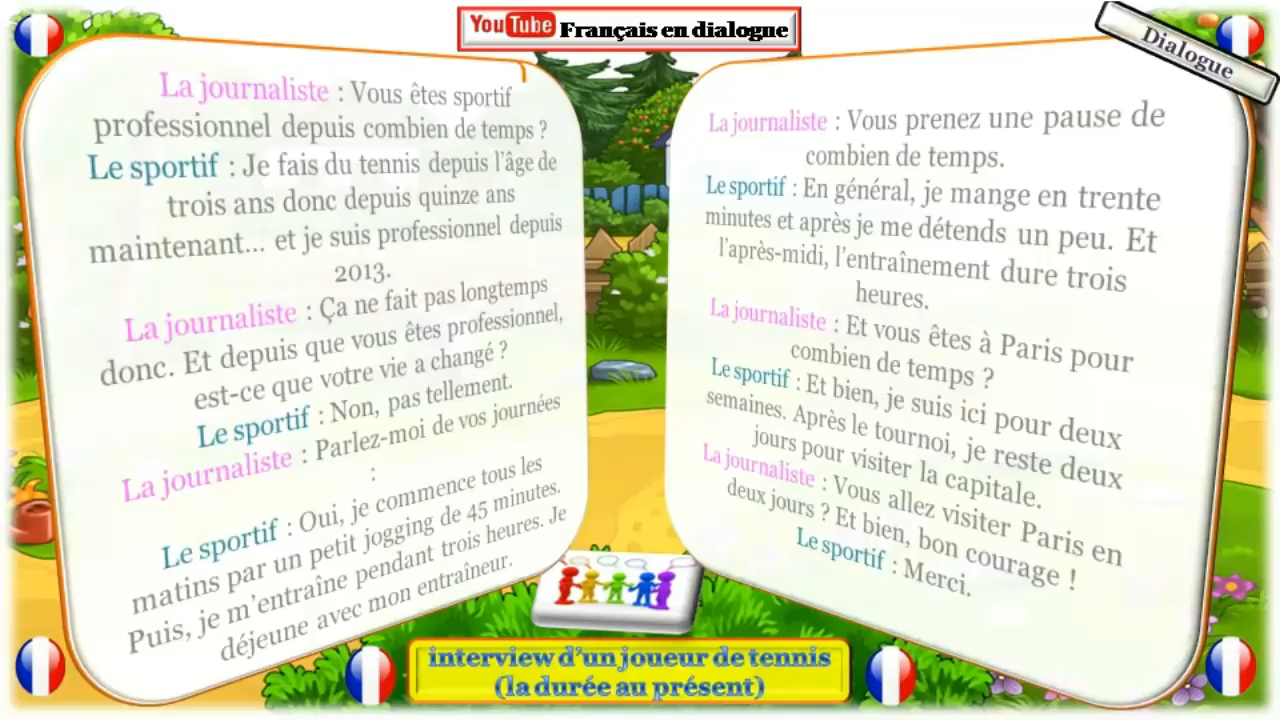 YouTube Français en dialogue
Dialogue
La journaliste : Vous êtes sportif
professionnel depuis combien de temps ?
Le sportif : Je fais du tennis depuis l'âge de
trois ans donc depuis quinze ans
maintenant... et je suis professionnel depuis
2013.
La journaliste : Ça ne fait pas longtemps
donc. Et depuis que vous êtes professionnel,
est-ce que votre vie a changé ?
Le sportif : Non, pas tellement.
La journaliste : Parlez-moi de vos journées
:
Le sportif : Oui, je commence tous les
matins par un petit jogging de 45 minutes.
Puis, je m'entraîne pendant trois heures. Je
déjeune avec mon entraîneur.
La journaliste : Vous prenez une pause de
combien de temps.
Le sportif : En général, je mange en trente
minutes et après je me détends un peu. Et
l'après-midi, l'entraînement dure trois
heures.
La journaliste : Et vous êtes à Paris pour
combien de temps ?
Le sportif : Et bien, je suis ici pour deux
semaines. Après le tournoi, je reste deux
jours pour visiter la capitale.
La journaliste : Vous allez visiter Paris en
deux jours ? Et bien, bon courage !
Le sportif : Merci.
interview d'un joueur de tennis
(la durée au présent)